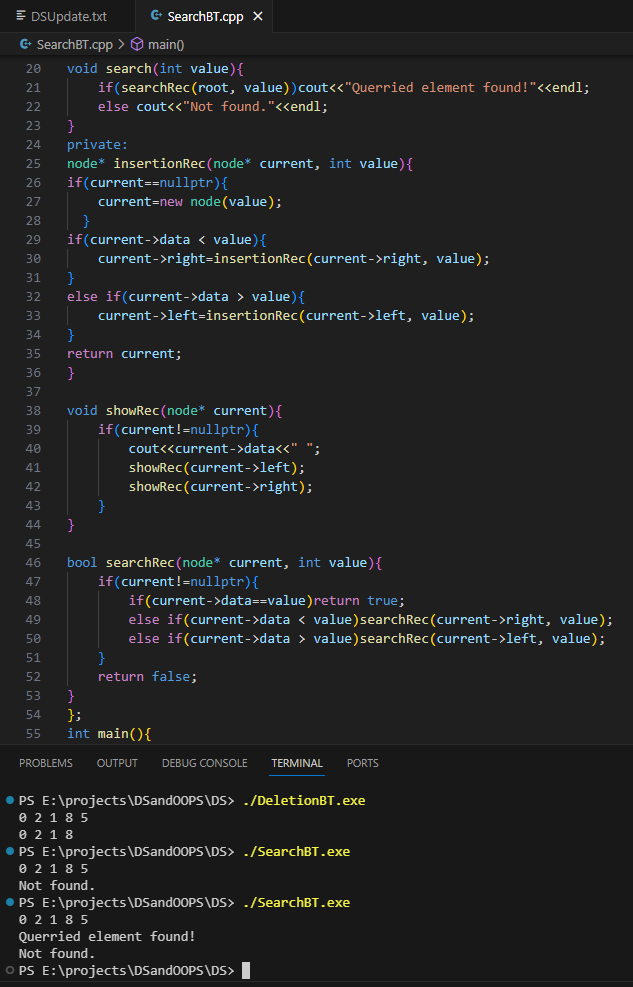 DSUpdate.txt SearchBT.cpp ×
SearchBT.cpp > main()
20 void search(int value){
21 if(searchRec(root, value))cout<<"Querried element found!"<<endl;
22 else cout<<"Not found."<<endl;
23 }
24 private:
25 node* insertionRec(node* current, int value){
26 if(current==nullptr){
27 current=new node(value);
28 }
29 if(current->data < value){
30 current->right=insertionRec(current->right, value);
31 }
32 else if(current->data > value){
33 current->left=insertionRec(current->left, value);
34 }
35 return current;
36 }
37
38 void showRec(node* current){
39 if(current!=nullptr){
40 cout<<current->data<<" ";
41 showRec(current->left);
42 showRec(current->right);
43 }
44 }
45
46 bool searchRec(node* current, int value){
47 if(current!=nullptr){
48 if(current->data==value)return true;
49 else if(current->data < value)searchRec(current->right, value);
50 else if(current->data > value)searchRec(current->left, value);
51 }
52 return false;
53 }
54 };
55 int main(){
PROBLEMS OUTPUT DEBUG CONSOLE TERMINAL PORTS
PS E:\projects\DSandOOPS\DS> ./DeletionBT.exe
0 2 1 8 5
0 2 1 8
PS E:\projects\DSandOOPS\DS> ./SearchBT.exe
0 2 1 8 5
Not found.
PS E:\projects\DSandOOPS\DS> ./SearchBT.exe
0 2 1 8 5
Querried element found!
Not found.
PS E:\projects\DSandOOPS\DS>